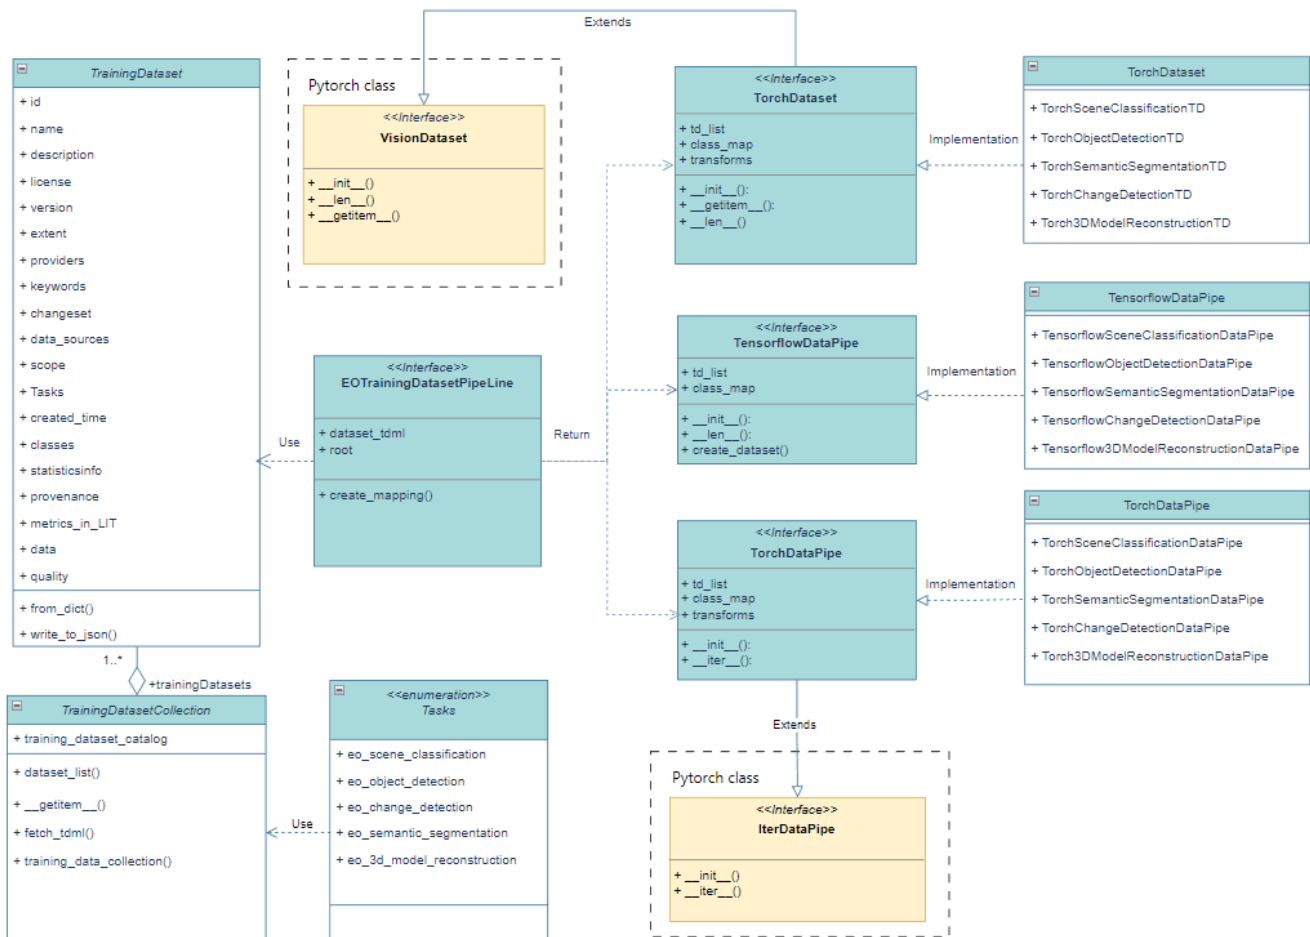 Extends
TrainingDataset
+ id
+ name
+ description
+ license
+ version
+ extent
+ providers
+ keywords
+ changeset
+ data_sources
+ scope
+ Tasks
+ created_time
+ classes
+ statisticsinfo
+ provenance
+ metrics_in_LIT
+ data
+ quality
+ from_dict()
+ write_to_json()
1..*
+trainingDatasets
TrainingDatasetCollection
+ training_dataset_catalog
+ dataset_list()
+ __getitem__()
+ fetch_tdml()
+ training_data_collection()
Use
<<enumeration>>
Tasks
+ eo_scene_classification
+ eo_object_detection
+ eo_change_detection
+ eo_semantic_segmentation
+ eo_3d_model_reconstruction
Pytorch class
<<Interface>>
VisionDataset
+ __init__()
+ __len__()
+ __getitem__()
Use
<<Interface>>
EOTrainingDatasetPipeLine
+ dataset_tdml
+ root
+ create_mapping()
Return
<<Interface>>
TorchDataset
+ td_list
+ class_map
+ transforms
+ __init__():
+ __getitem__():
+ __len__()
Implementation
TorchDataset
+ TorchSceneClassificationTD
+ TorchObjectDetectionTD
+ TorchSemanticSegmentationTD
+ TorchChangeDetectionTD
+ Torch3DModelReconstructionTD
<<Interface>>
TensorflowDataPipe
+ td_list
+ class_map
+ __init__():
+ __len__():
+ create_dataset()
Implementation
TensorflowDataPipe
+ TensorflowSceneClassificationDataPipe
+ TensorflowObjectDetectionDataPipe
+ TensorflowSemanticSegmentationDataPipe
+ TensorflowChangeDetectionDataPipe
+ Tensorflow3DModelReconstructionDataPipe
<<Interface>>
TorchDataPipe
+ td_list
+ class_map
+ transforms
+ __init__():
+ __iter__():
Implementation
TorchDataPipe
+ TorchSceneClassificationDataPipe
+ TorchObjectDetectionDataPipe
+ TorchSemanticSegmentationDataPipe
+ TorchChangeDetectionDataPipe
+ Torch3DModelReconstructionDataPipe
Extends
Pytorch class
<<Interface>>
IterDataPipe
+ __init__()
+ __iter__()